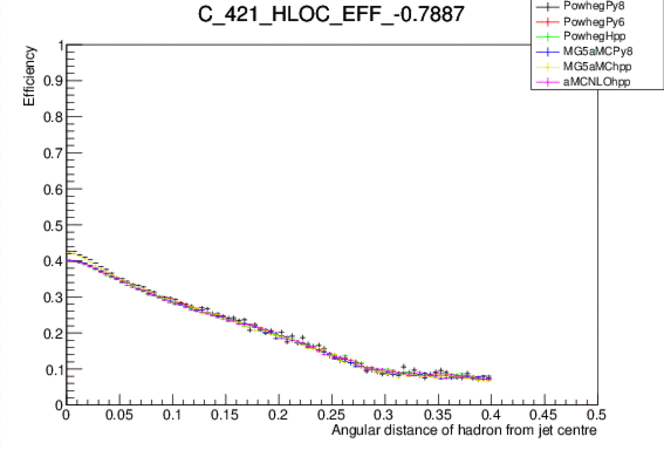 C_421_HLOC_EFF_-0.7887
PowhegPy8
PowhegPy6
PowhegHpp
MG5aMCPy8
MG5aMChpp
aMCNLOhpp
Efficiency
1
0.9
0.8
0.7
0.6
0.5
0.4
0.3
0.2
0.1
0
0 0.05 0.1 0.15 0.2 0.25 0.3 0.35 0.4 0.45 0.5
Angular distance of hadron from jet centre